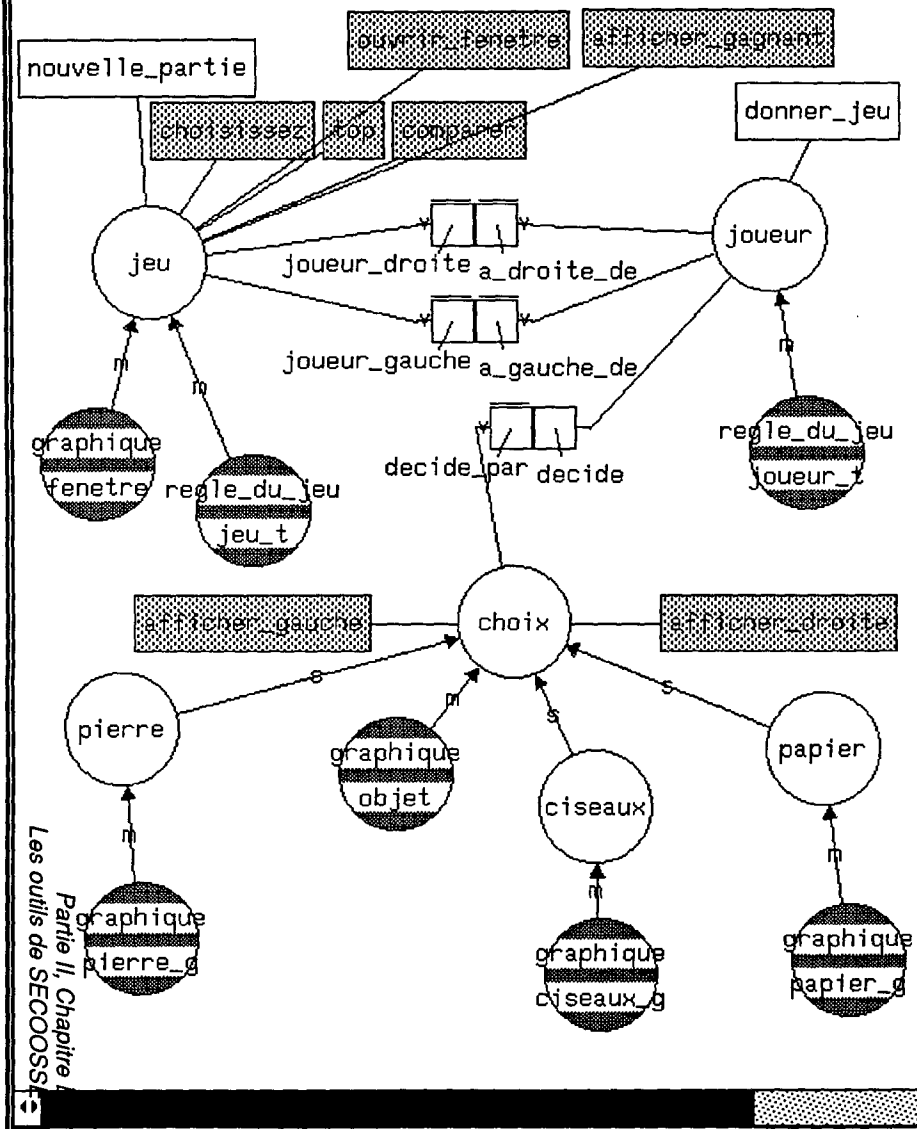 ouvrir_fenetre
afficher_gagnant
nouvelle_partie
choisissez
top
comparer
donner_jeu
jeu
joueur
joueur_droite
a_droite_de
joueur_gauche
a_gauche_de
m
m
m
graphique
fenetre
regle_du_jeu
jeu_t
decide_par
decide
regle_du_jeu
joueur_t
afficher_gauche
choix
afficher_droite
s
m
s
s
pierre
graphique
objet
ciseaux
papier
m
m
m
graphique
pierre_g
graphique
ciseaux_g
graphique
papier_g
Partie II, Chapitre
Les outils de SECOOSSE